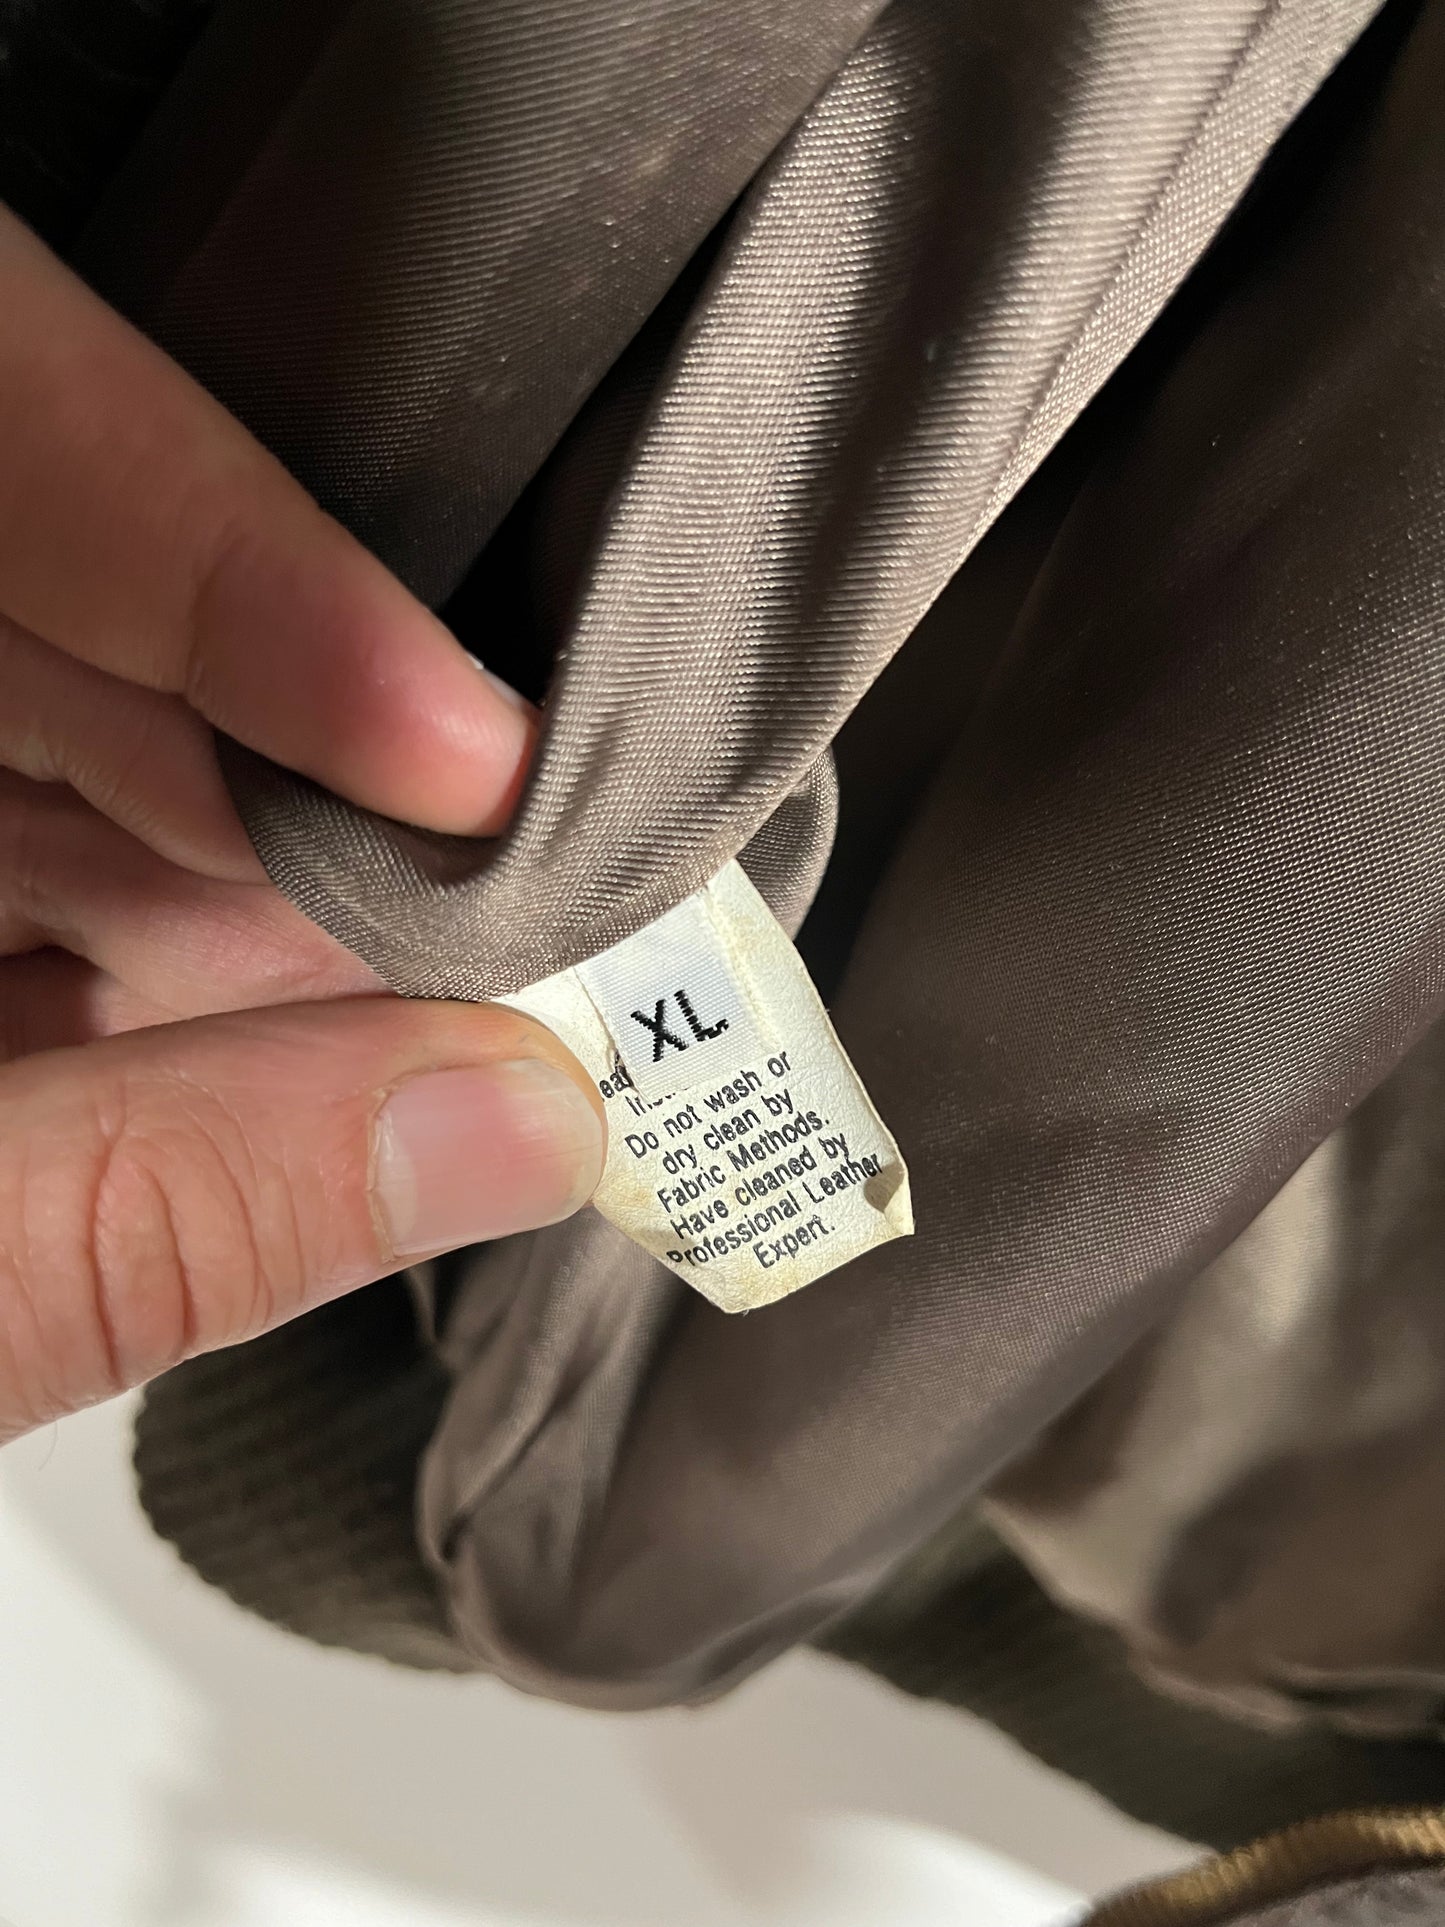 XL
Do not wash or
dry clean by
Fabric Methods.
Have cleaned by
Professional Leather
Expert.